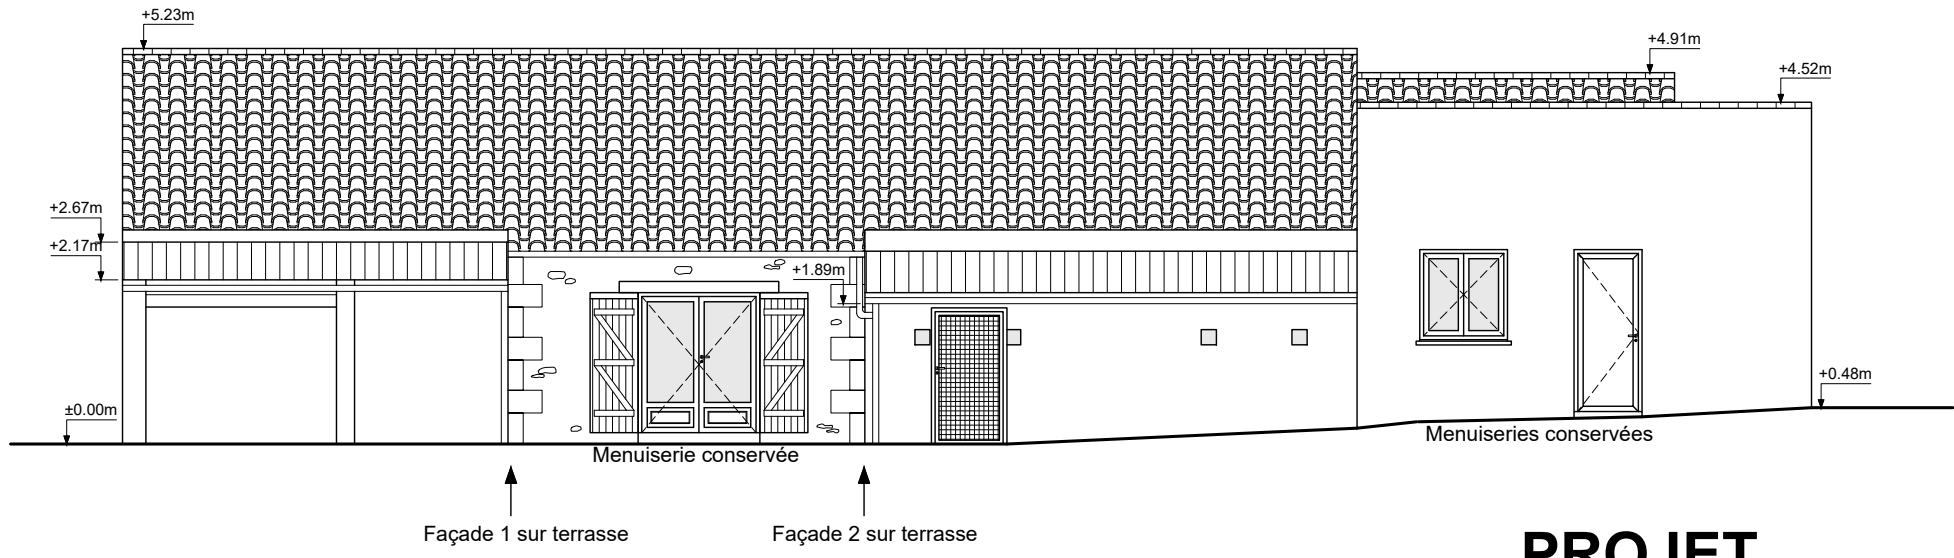 +5.23m
+4.91m
+4.52m
+2.67m
+2.17m
+1.89m
+0.48m
±0.00m
Menuiserie conservée
Menuiseries conservées
Façade 1 sur terrasse
Façade 2 sur terrasse
PROJET